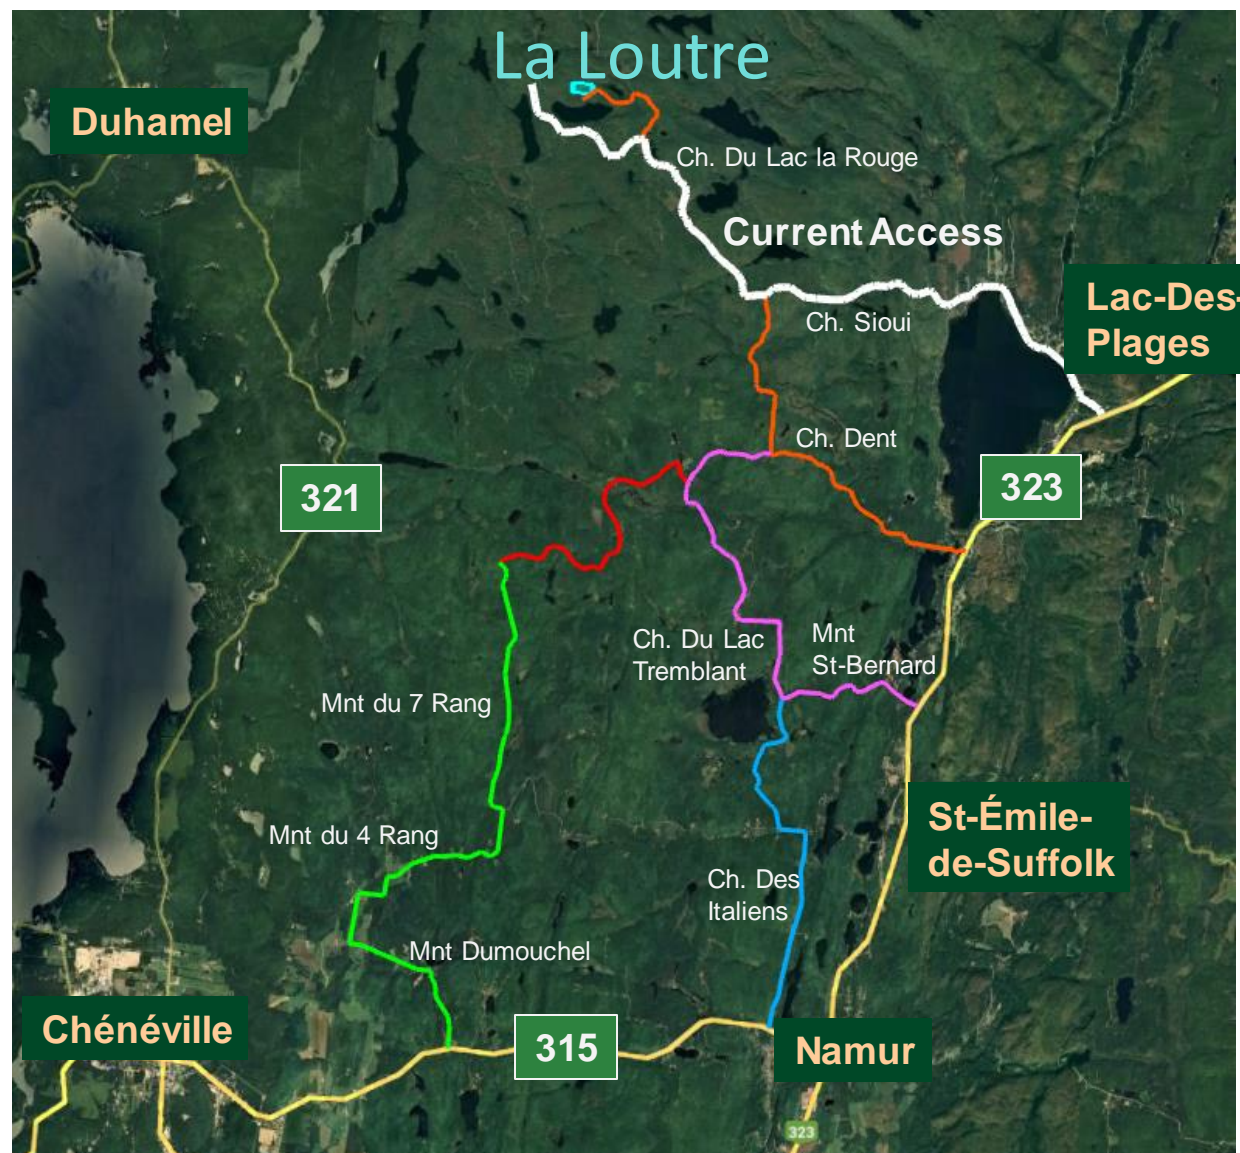 La Loutre
Duhamel
Ch. Du Lac la Rouge
Current Access
Lac-Des-
Plages
Ch. Sioui
Ch. Dent
321
323
Ch. Du Lac
Tremblant
Mnt
St-Bernard
Mnt du 7 Rang
St-Émile-
de-Suffolk
Mnt du 4 Rang
Ch. Des
Italiens
Mnt Dumouchel
Chénéville
315
Namur
323